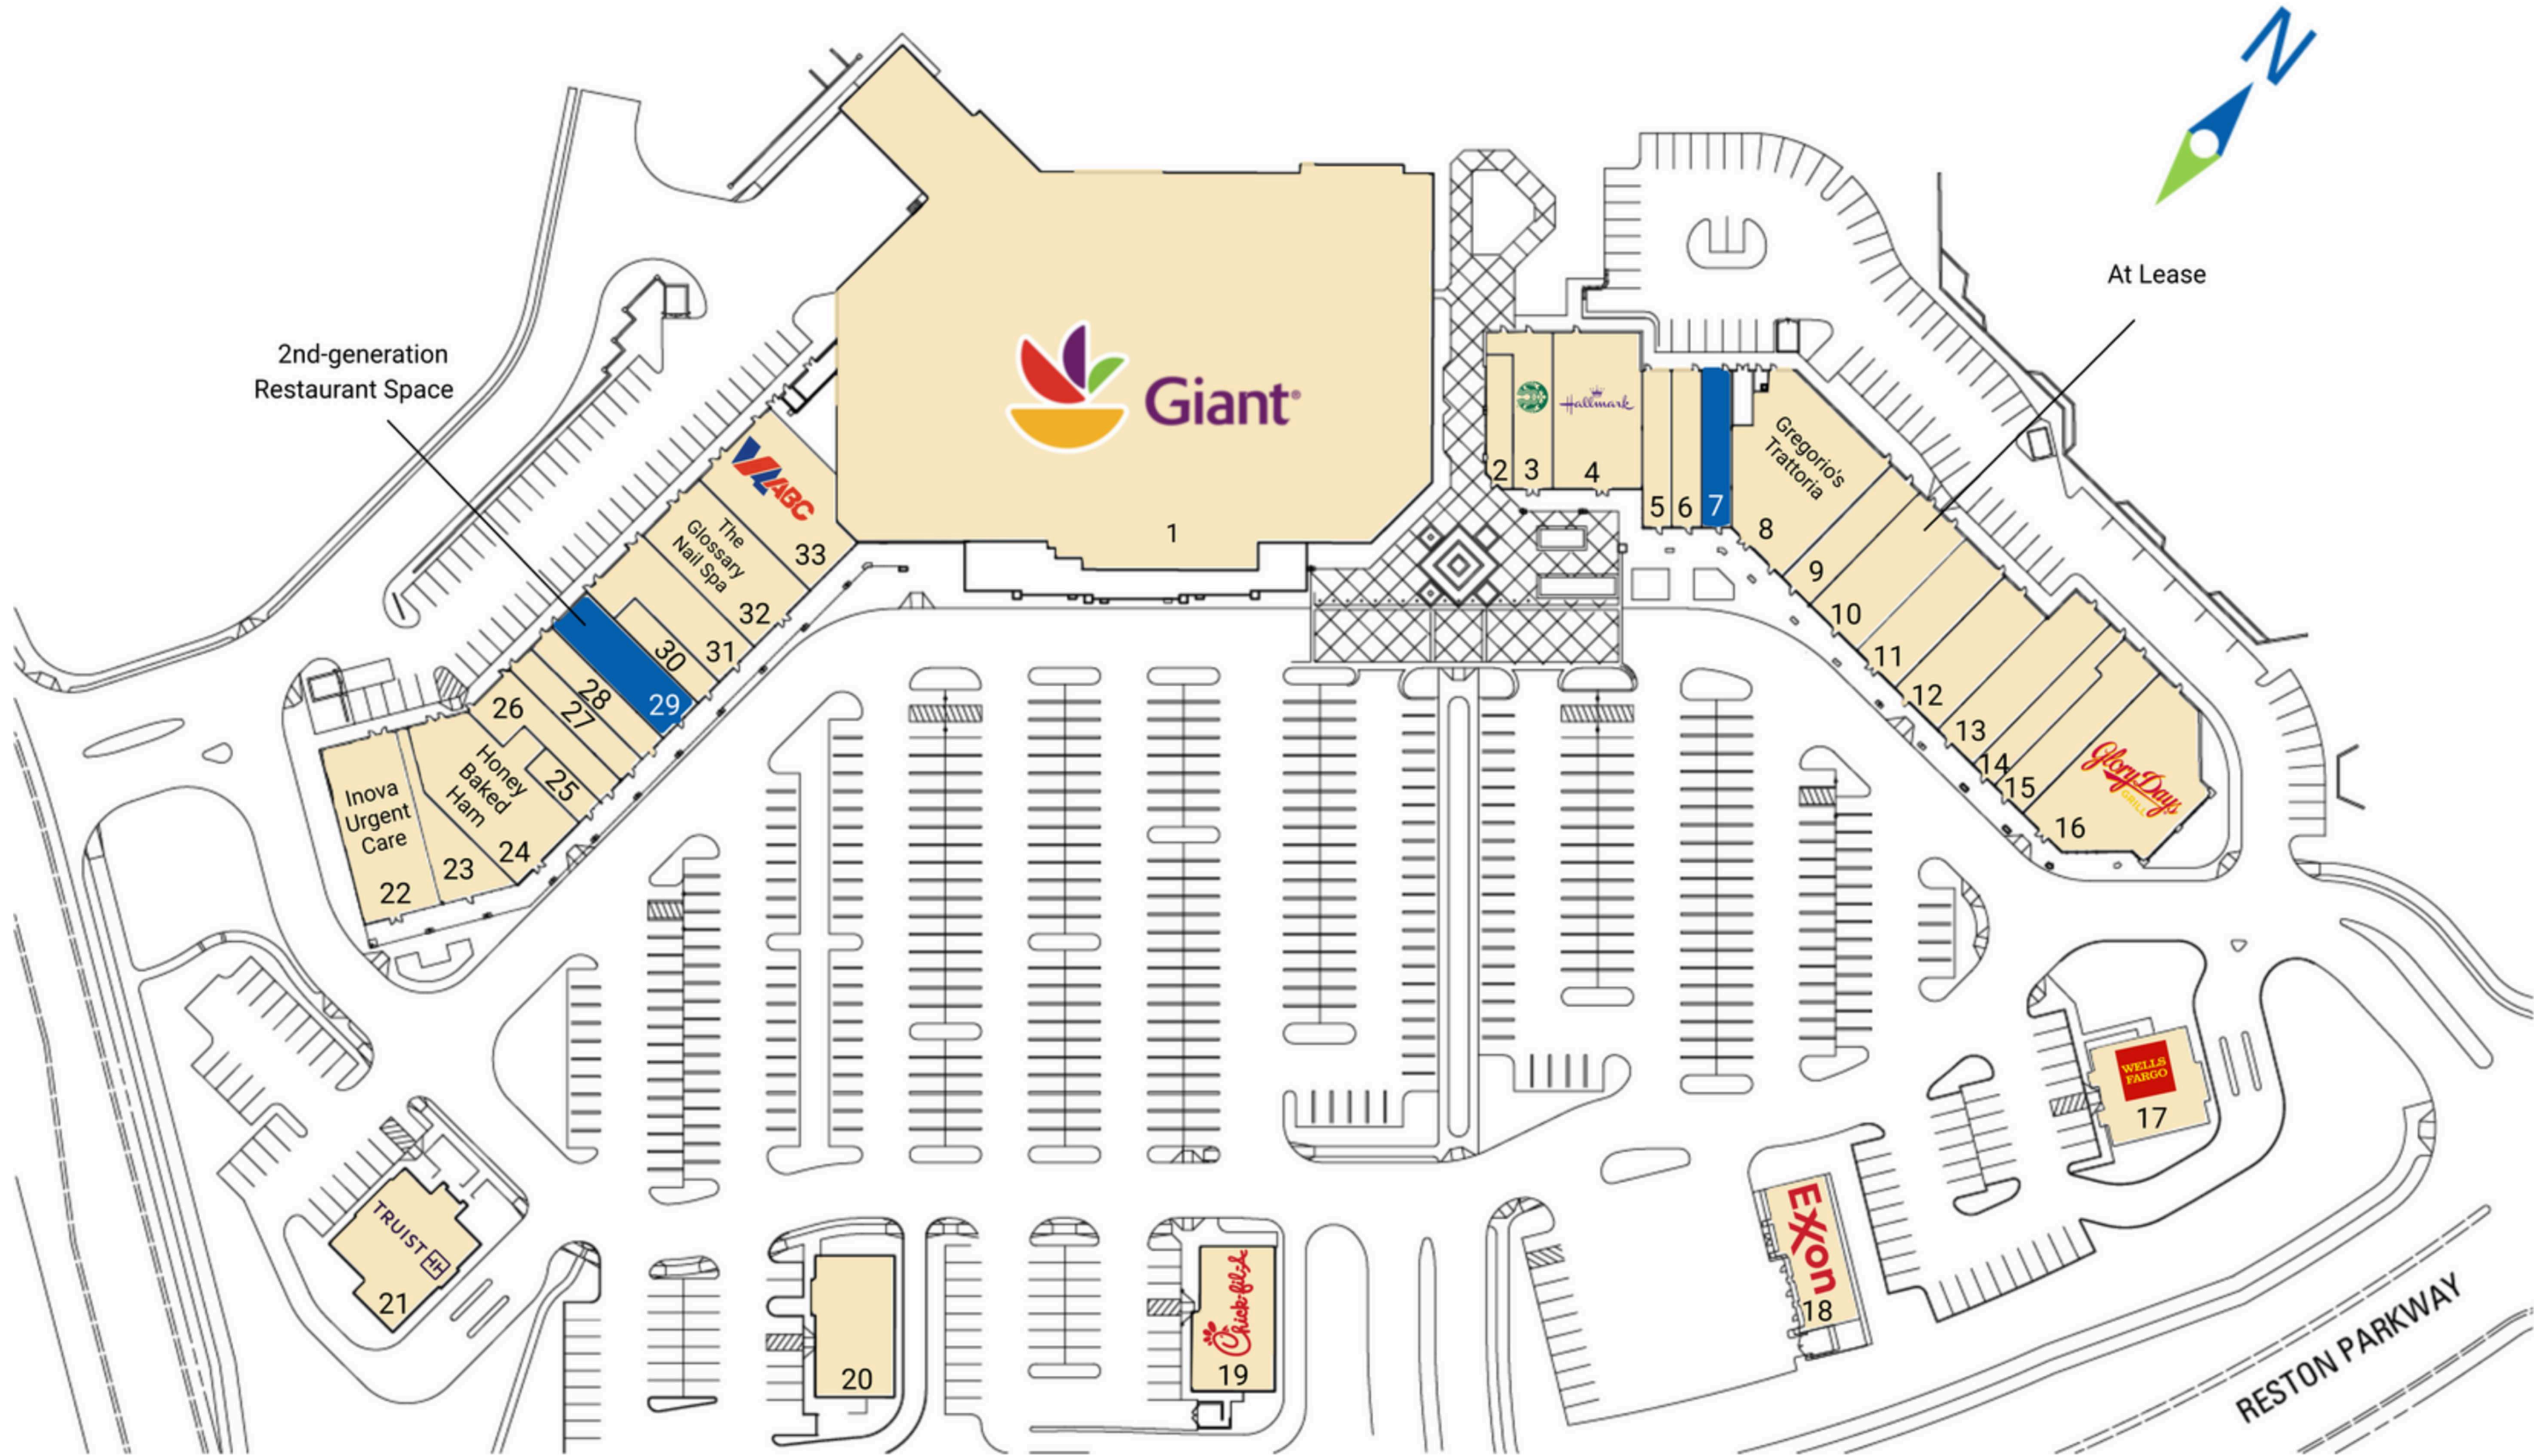 N
At Lease
2nd-generation
Restaurant Space
Giant
1
2
3
Hallmark
4
5
6
7
Gregorio's
Trattoria
8
9
10
11
12
13
14
15
Glory Days
GRILL
16
WELLS
FARGO
17
Exxon
18
Chick-fil-A
19
20
TRUIST
21
Inova
Urgent
Care
22
23
Honey
Baked
Ham
24
25
26
27
28
29
30
31
The
Glossary
Nail Spa
32
VA ABC
33
RESTON PARKWAY